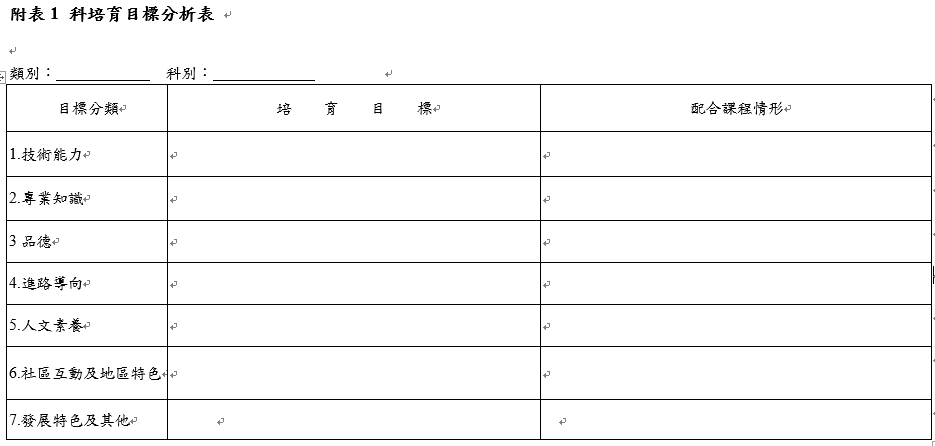 附表1 科培育目標分析表
類別：____________ 科別：_____________
目標分類 培 育 目 標 配合課程情形
1.技術能力
2.專業知識
3 品德
4.進路導向
5.人文素養
6.社區互動及地區特色
7.發展特色及其他